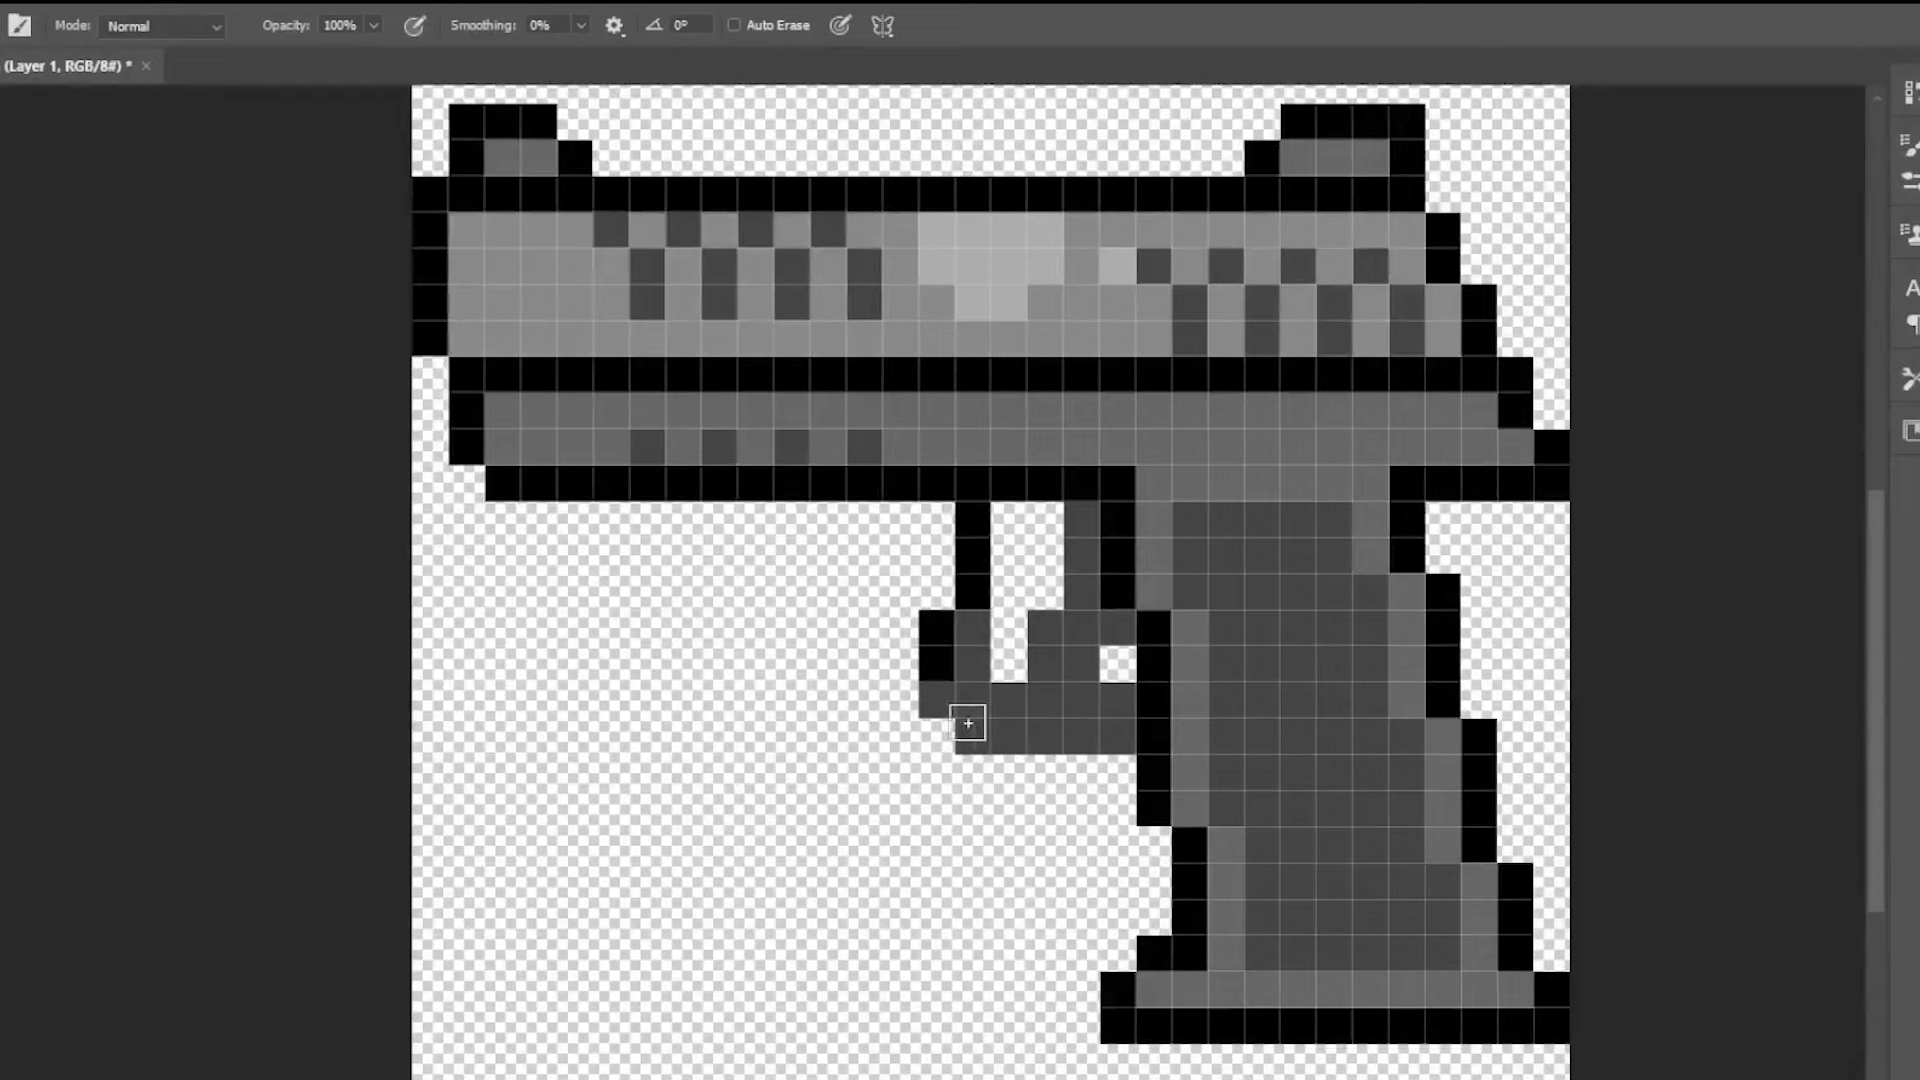 Mode: Normal Opacity: 100% Smoothing: 0% 0° Auto Erase
(Layer 1, RGB/8#) * ×
A
¶